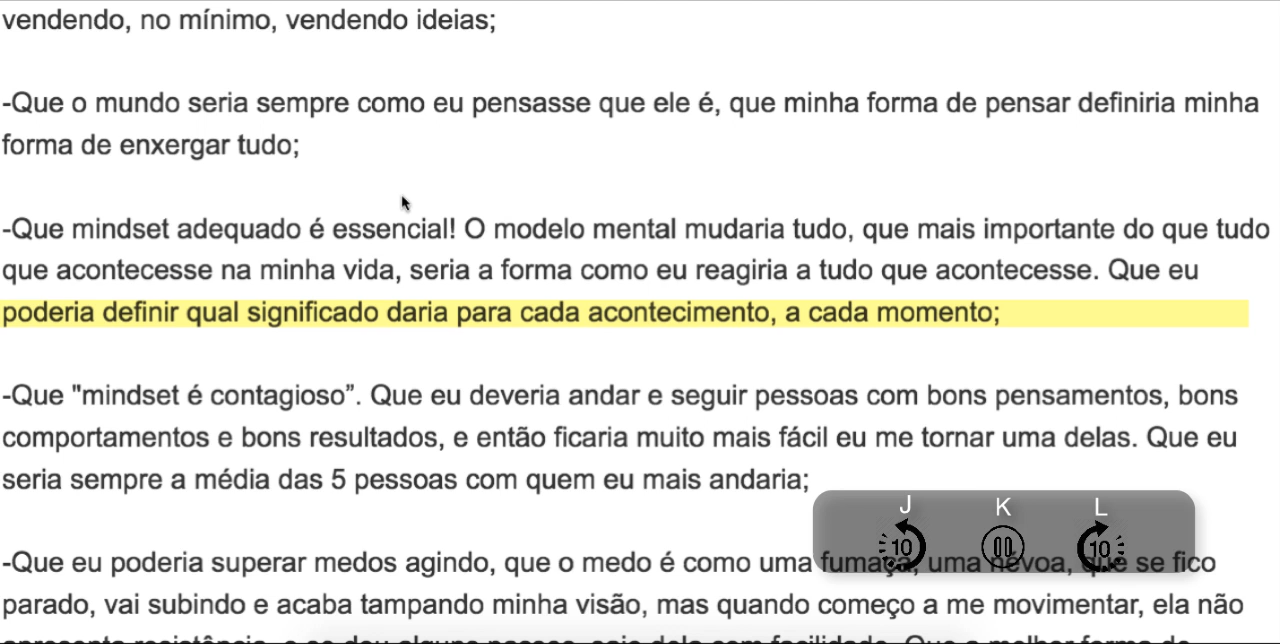 vendendo, no mínimo, vendendo ideias;
-Que o mundo seria sempre como eu pensasse que ele é, que minha forma de pensar definiria minha
forma de enxergar tudo;
-Que mindset adequado é essencial! O modelo mental mudaria tudo, que mais importante do que tudo
que acontecesse na minha vida, seria a forma como eu reagiria a tudo que acontecesse. Que eu
poderia definir qual significado daria para cada acontecimento, a cada momento;
-Que "mindset é contagioso”. Que eu deveria andar e seguir pessoas com bons pensamentos, bons
comportamentos e bons resultados, e então ficaria muito mais fácil eu me tornar uma delas. Que eu
seria sempre a média das 5 pessoas com quem eu mais andaria;
J K L
10 10
-Que eu poderia superar medos agindo, que o medo é como uma fumaça, uma névoa, que se fico
parado, vai subindo e acaba tampando minha visão, mas quando começo a me movimentar, ela não